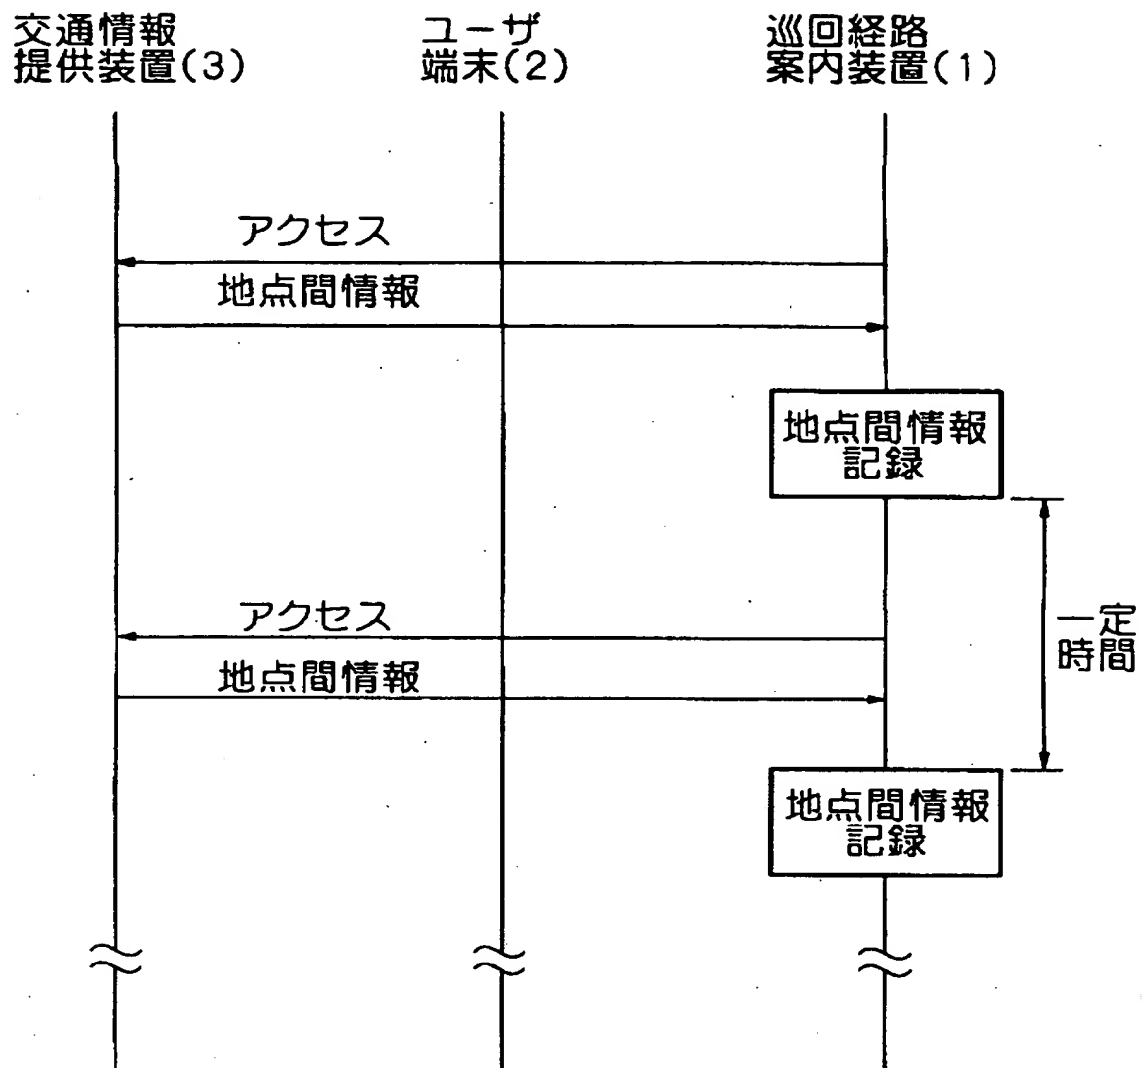 交通情報
提供装置(3)
ユーザ
端末(2)
巡回経路
案内装置(1)
アクセス
地点間情報
地点間情報
記録
一定
時間
アクセス
地点間情報
地点間情報
記録